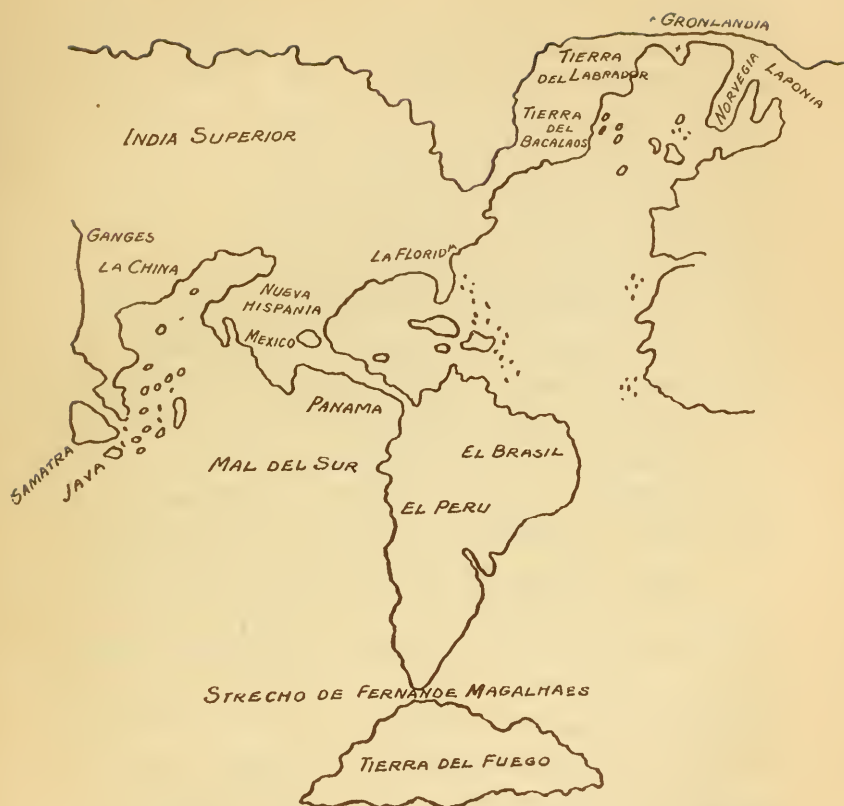 GRONLANDIA
TIERRA
DEL LABRADOR
NORVEGIA
LAPONIA
TIERRA
DEL
BACALAOS
INDIA SUPERIOR
GANGES
LA CHINA
LA FLORIDA
NUEVA
HISPANIA
MEXICO
PANAMA
SAMATRA
JAVA
MAL DEL SUR
EL BRASIL
EL PERU
STRECHO DE FERNANDE MAGALHAES
TIERRA DEL FUEGO